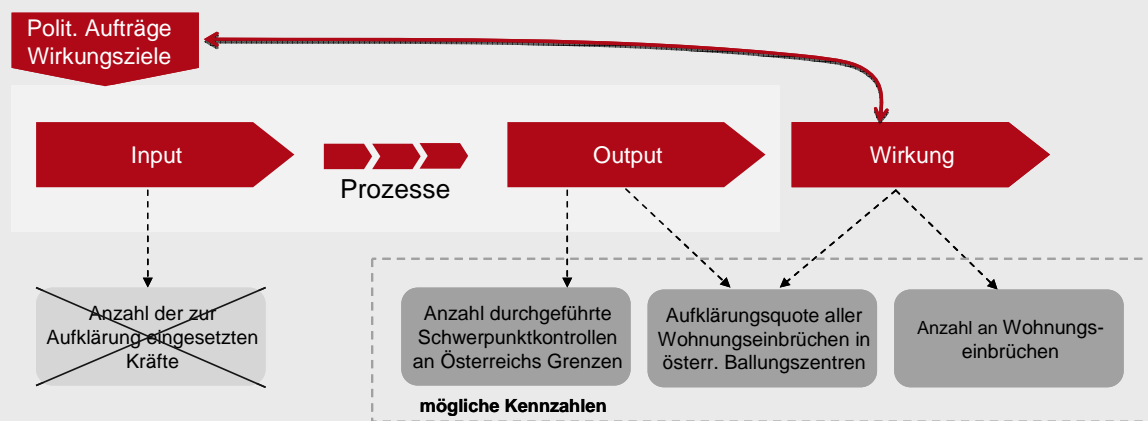 Polit. Aufträge
Wirkungsziele
Input
Prozesse
Output
Wirkung
Anzahl der zur
Aufklärung eingesetzten
Kräfte
Anzahl durchgeführte
Schwerpunktkontrollen
an Österreichs Grenzen
Aufklärungsquote aller
Wohnungseinbrüchen in
österr. Ballungszentren
Anzahl an Wohnungs-
einbrüchen
mögliche Kennzahlen